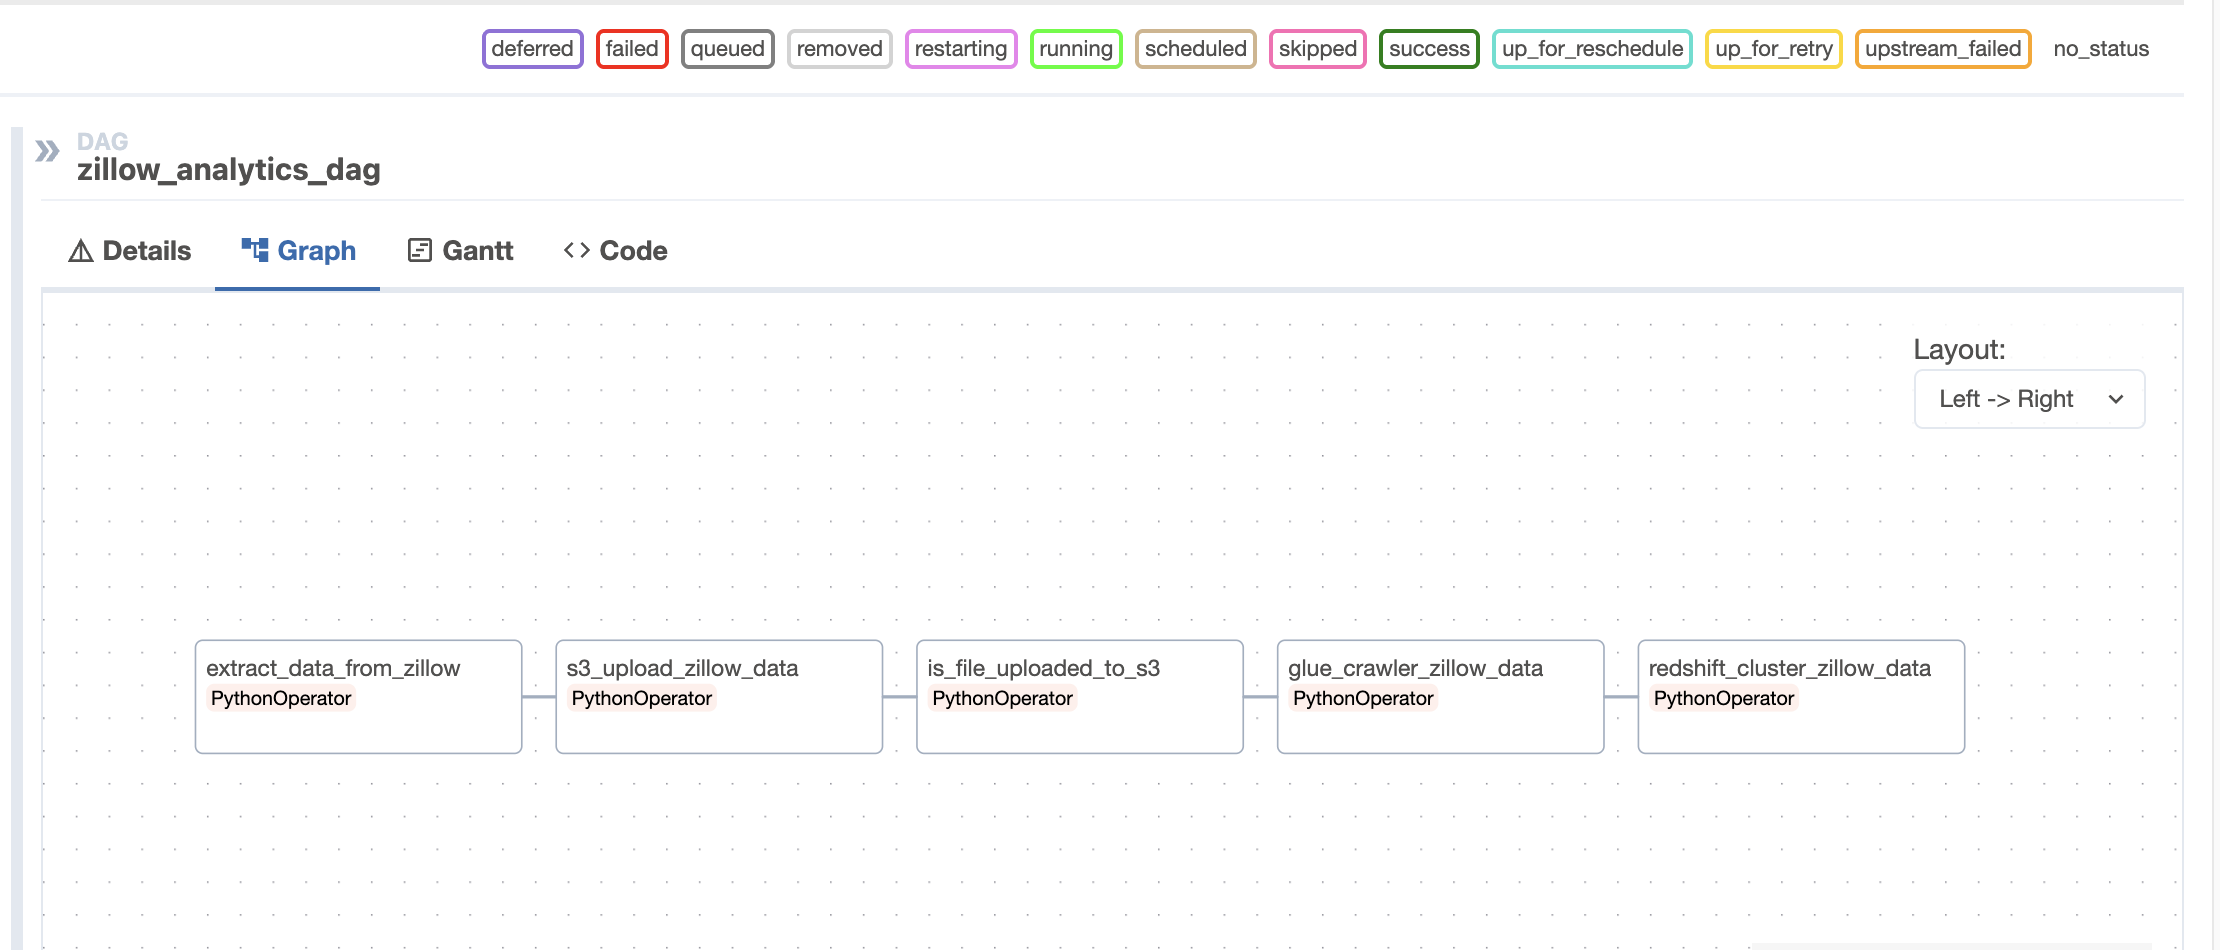 deferred failed queued removed restarting running scheduled skipped success up_for_reschedule up_for_retry upstream_failed no_status
DAG
zillow_analytics_dag
Details Graph Gantt Code
Layout:
Left -> Right
extract_data_from_zillow
PythonOperator
s3_upload_zillow_data
PythonOperator
is_file_uploaded_to_s3
PythonOperator
glue_crawler_zillow_data
PythonOperator
redshift_cluster_zillow_data
PythonOperator